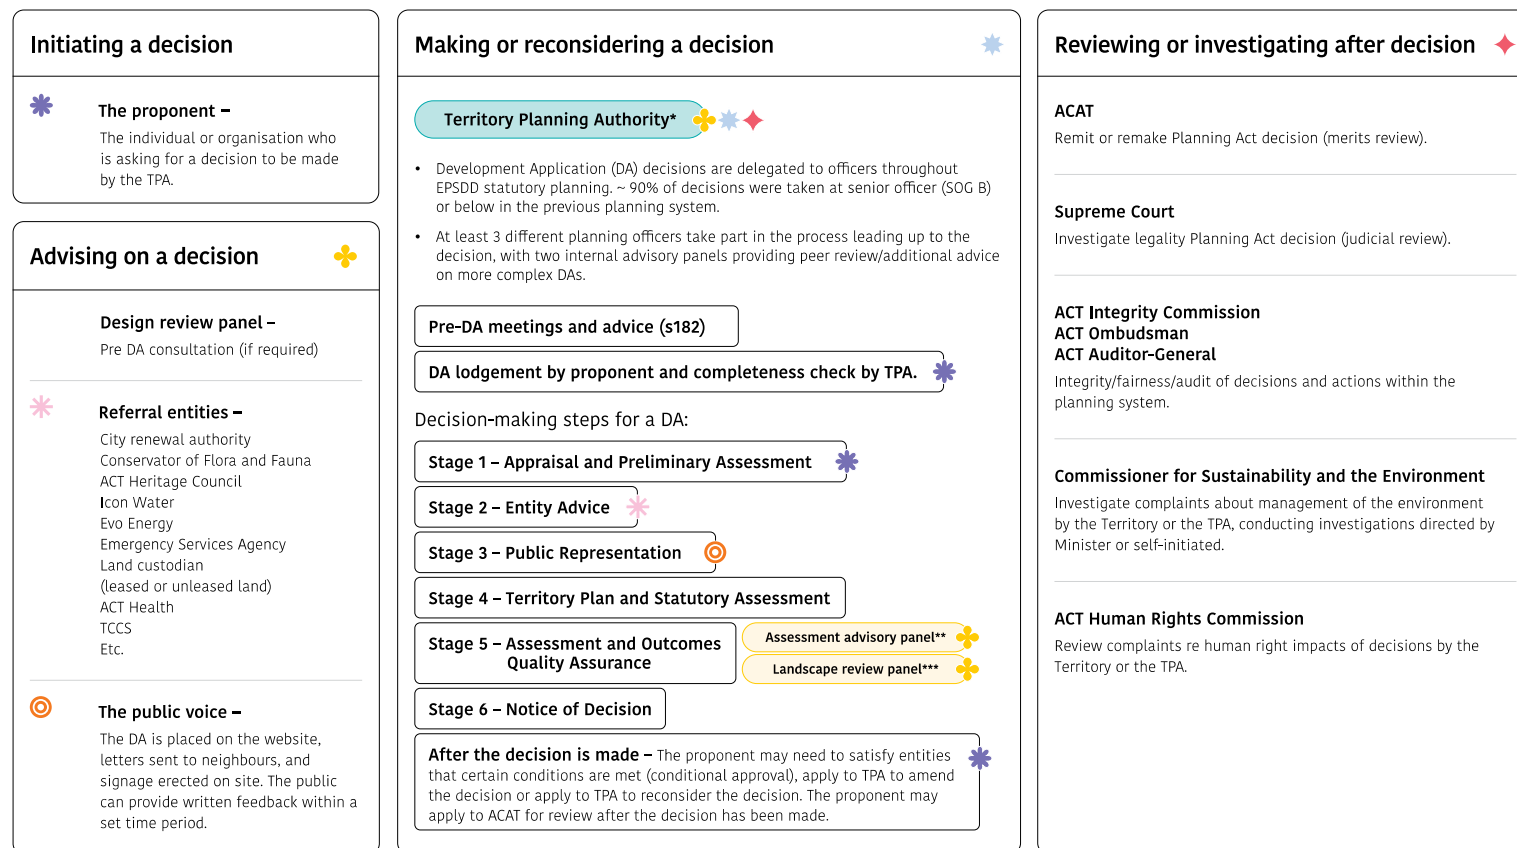 Initiating a decision
The proponent –
The individual or organisation who
is asking for a decision to be made
by the TPA.
Advising on a decision
Design review panel –
Pre DA consultation (if required)
Referral entities –
City renewal authority
Conservator of Flora and Fauna
ACT Heritage Council
Icon Water
Evo Energy
Emergency Services Agency
Land custodian
(leased or unleased land)
ACT Health
TCCS
Etc.
The public voice –
The DA is placed on the website,
letters sent to neighbours, and
signage erected on site. The public
can provide written feedback within a
set time period.
Making or reconsidering a decision
Territory Planning Authority*
• Development Application (DA) decisions are delegated to officers throughout
EPSDD statutory planning. ~ 90% of decisions were taken at senior officer (SOG B)
or below in the previous planning system.
• At least 3 different planning officers take part in the process leading up to the
decision, with two internal advisory panels providing peer review/additional advice
on more complex DAs.
Pre-DA meetings and advice (s182)
DA lodgement by proponent and completeness check by TPA.
Decision-making steps for a DA:
Stage 1 – Appraisal and Preliminary Assessment
Stage 2 – Entity Advice
Stage 3 – Public Representation
Stage 4 – Territory Plan and Statutory Assessment
Stage 5 – Assessment and Outcomes
Quality Assurance
Assessment advisory panel**
Landscape review panel***
Stage 6 – Notice of Decision
After the decision is made – The proponent may need to satisfy entities
that certain conditions are met (conditional approval), apply to TPA to amend
the decision or apply to TPA to reconsider the decision. The proponent may
apply to ACAT for review after the decision has been made.
Reviewing or investigating after decision
ACAT
Remit or remake Planning Act decision (merits review).
Supreme Court
Investigate legality Planning Act decision (judicial review).
ACT Integrity Commission
ACT Ombudsman
ACT Auditor-General
Integrity/fairness/audit of decisions and actions within the
planning system.
Commissioner for Sustainability and the Environment
Investigate complaints about management of the environment
by the Territory or the TPA, conducting investigations directed by
Minister or self-initiated.
ACT Human Rights Commission
Review complaints re human right impacts of decisions by the
Territory or the TPA.